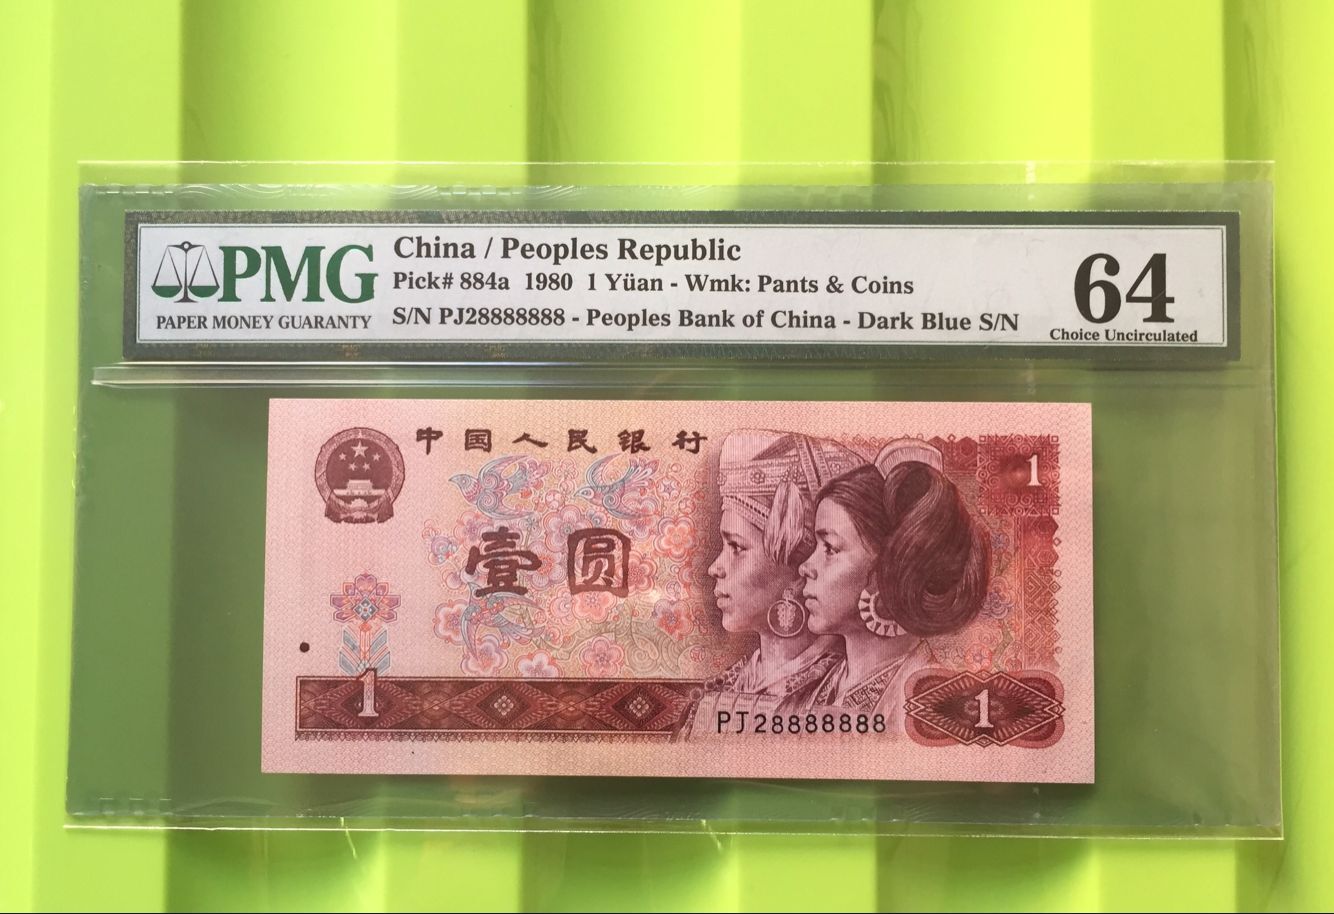 PMG
PAPER MONEY GUARANTY
China / Peoples Republic
Pick# 884a 1980 1 Yüan - Wmk: Pants & Coins
S/N PJ28888888 - Peoples Bank of China - Dark Blue S/N
64
Choice Uncirculated
中国人民银行
1
壹圆
1
PJ28888888
1